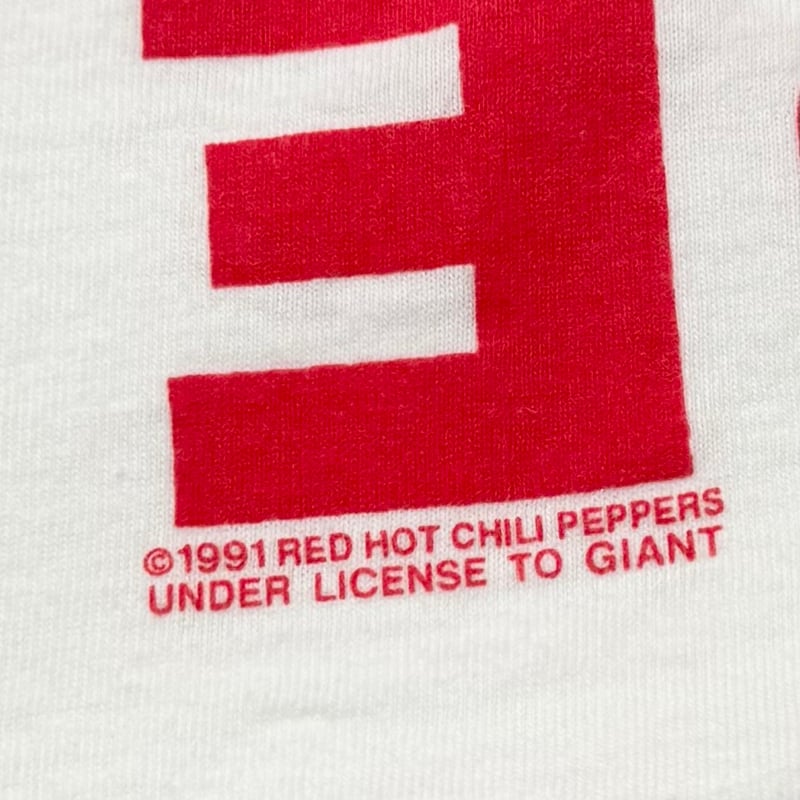 ©1991 RED HOT CHILI PEPPERS
UNDER LICENSE TO GIANT